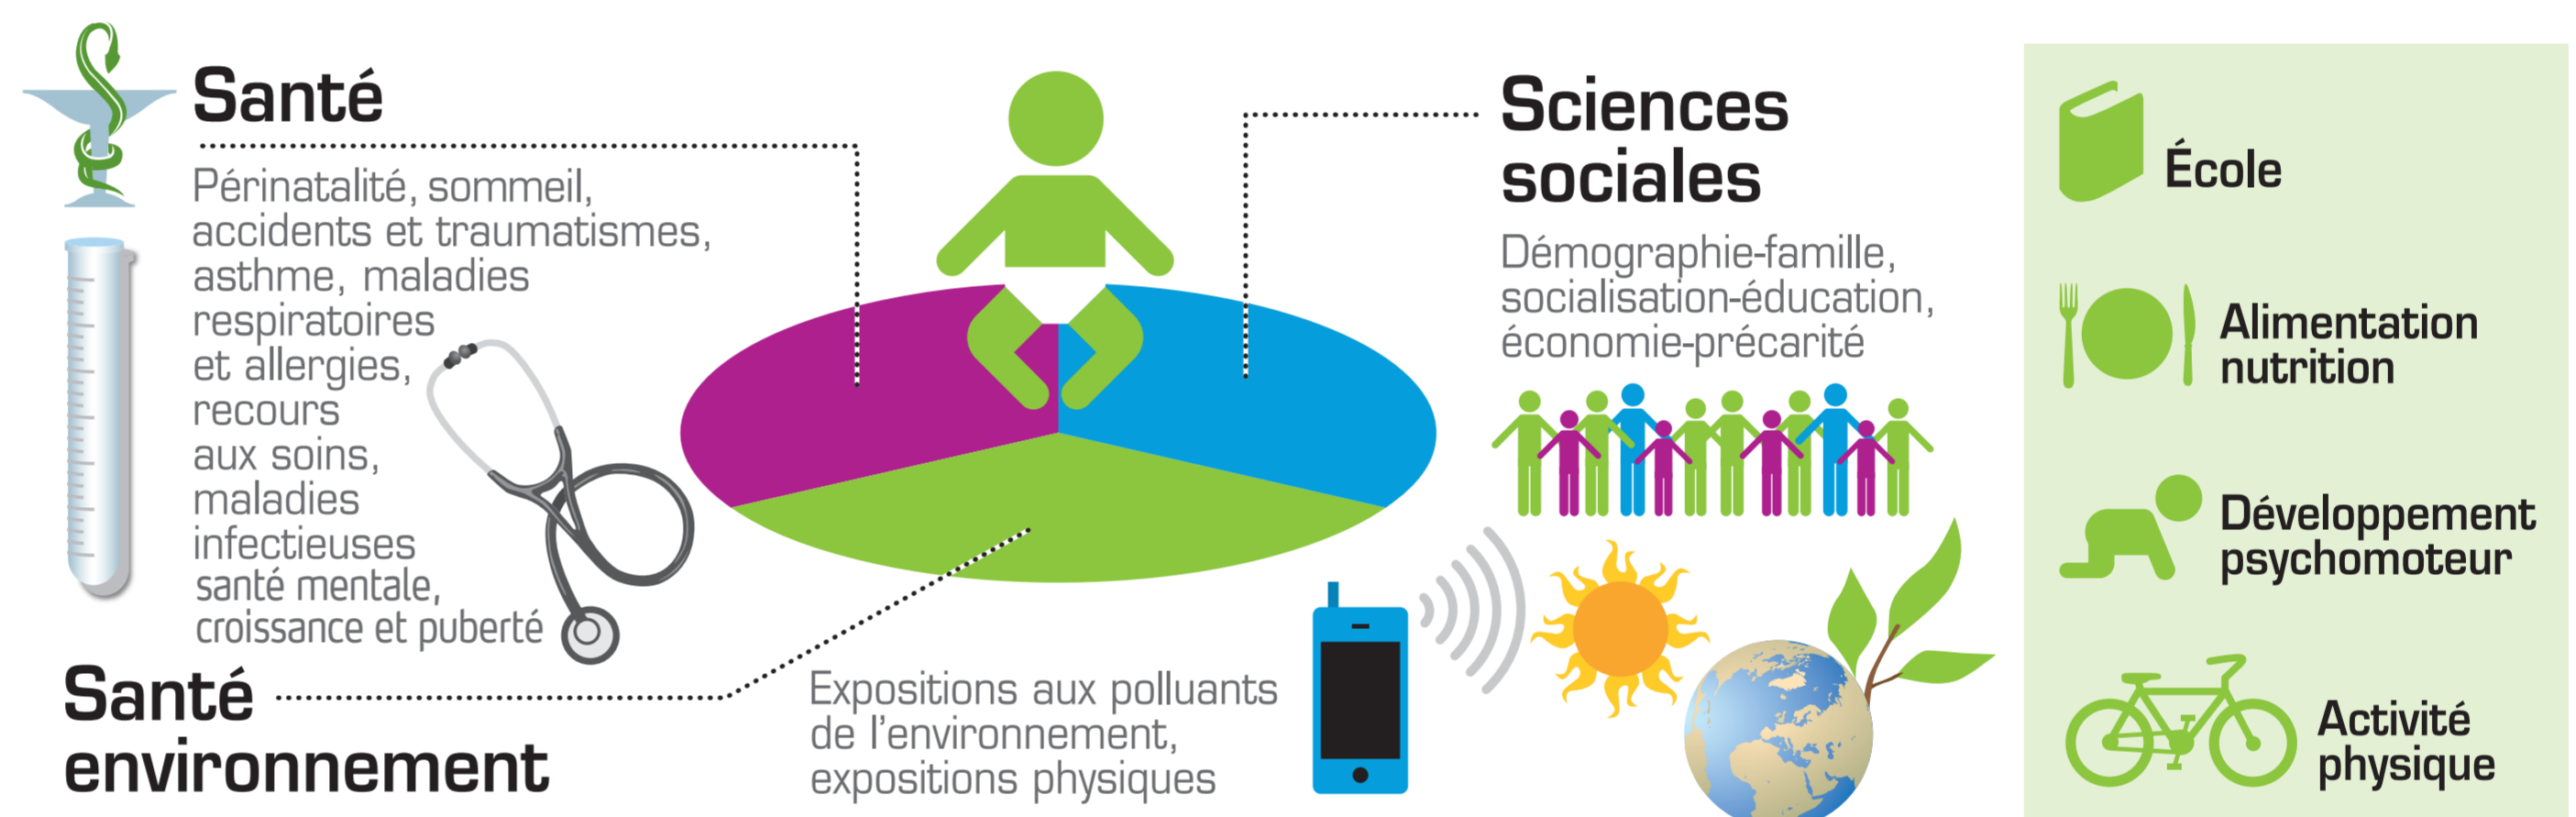 Santé
Périnatalité, sommeil,
accidents et traumatismes,
asthme, maladies
respiratoires
et allergies,
recours
aux soins,
maladies
infectieuses
santé mentale,
croissance et puberté
Sciences
sociales
Démographie-famille,
socialisation-éducation,
économie-précarité
Santé
environnement
Expositions aux polluants
de l'environnement,
expositions physiques
École
Alimentation
nutrition
Développement
psychomoteur
Activité
physique